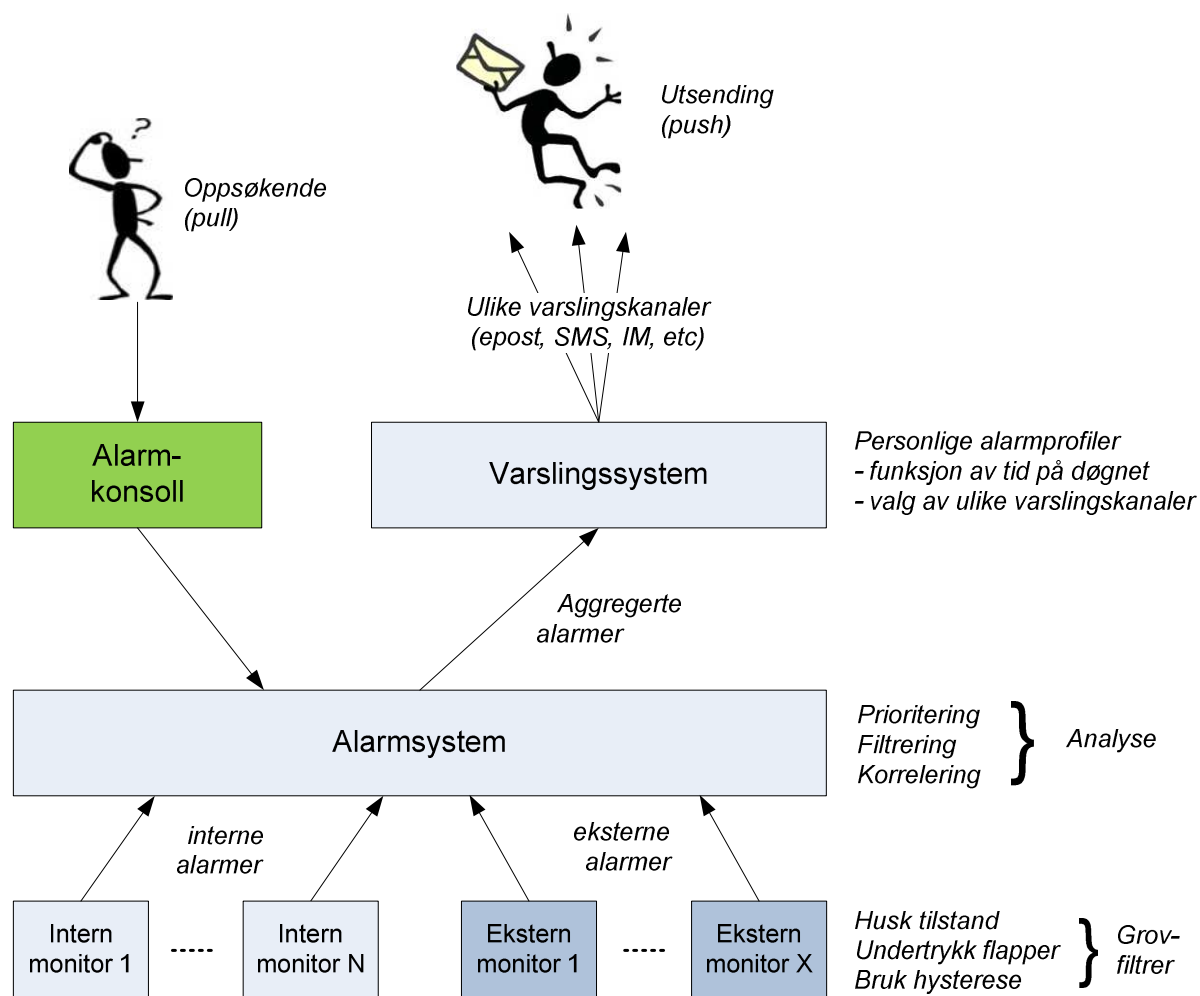 ?
Utsending
(push)
Oppsøkende
(pull)
Ulike varslingskanaler
(epost, SMS, IM, etc)
Alarm-
konsoll
Varslingssystem
Personlige alarmprofiler
- funksjon av tid på døgnet
- valg av ulike varslingskanaler
Aggregerte
alarmer
Alarmsystem
Prioritering
Filtrering
Korrelering
Analyse
interne
alarmer
eksterne
alarmer
Intern
monitor 1
Intern
monitor N
Ekstern
monitor 1
Ekstern
monitor X
Husk tilstand
Undertrykk flapper
Bruk hysterese
Grov-
filtrer